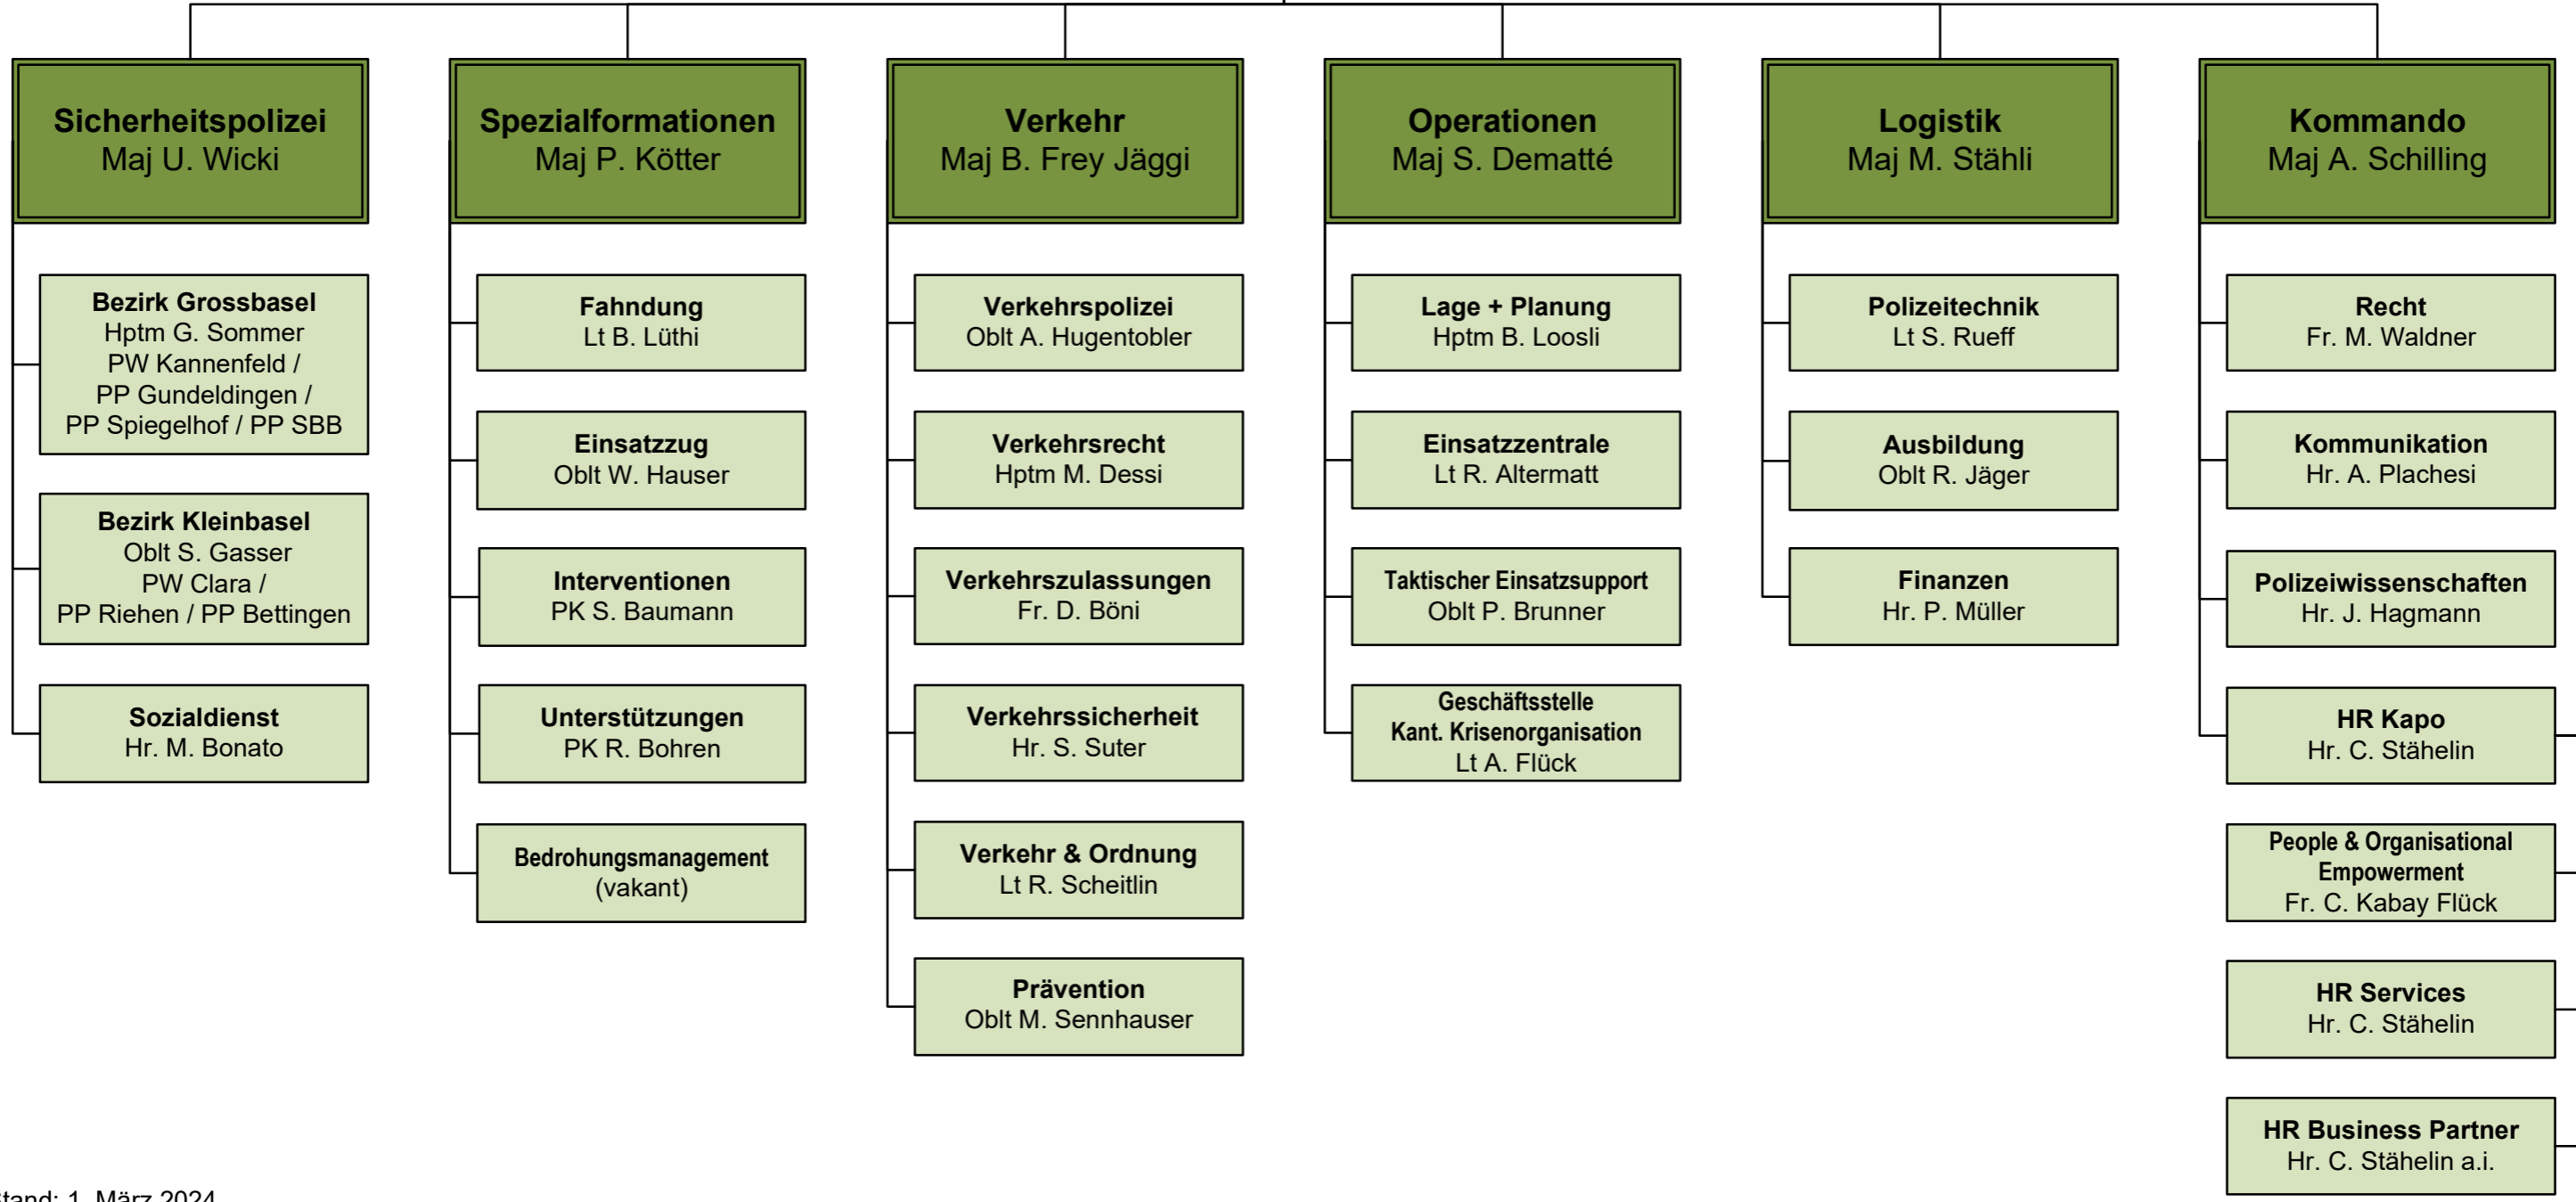 Sicherheitspolizei
Maj U. Wicki
Bezirk Grossbasel
Hptm G. Sommer
PW Kannenfeld /
PP Gundeldingen /
PP Spiegelhof / PP SBB
Bezirk Kleinbasel
Oblt S. Gasser
PW Clara /
PP Riehen / PP Bettingen
Sozialdienst
Hr. M. Bonato
Spezialformationen
Maj P. Kötter
Fahndung
Lt B. Lüthi
Einsatzzug
Oblt W. Hauser
Interventionen
PK S. Baumann
Unterstützungen
PK R. Bohren
Bedrohungsmanagement
(vakant)
Verkehr
Maj B. Frey Jäggi
Verkehrspolizei
Oblt A. Hugentobler
Verkehrsrecht
Hptm M. Dessi
Verkehrszulassungen
Fr. D. Böni
Verkehrssicherheit
Hr. S. Suter
Verkehr & Ordnung
Lt R. Scheitlin
Prävention
Oblt M. Sennhauser
Operationen
Maj S. Dematté
Lage + Planung
Hptm B. Loosli
Einsatzzentrale
Lt R. Altermatt
Taktischer Einsatzsupport
Oblt P. Brunner
Geschäftsstelle
Kant. Krisenorganisation
Lt A. Flück
Logistik
Maj M. Stähli
Polizeitechnik
Lt S. Rueff
Ausbildung
Oblt R. Jäger
Finanzen
Hr. P. Müller
Kommando
Maj A. Schilling
Recht
Fr. M. Waldner
Kommunikation
Hr. A. Plachesi
Polizeiwissenschaften
Hr. J. Hagmann
HR Kapo
Hr. C. Stähelin
People & Organisational
Empowerment
Fr. C. Kabay Flück
HR Services
Hr. C. Stähelin
HR Business Partner
Hr. C. Stähelin a.i.
Stand: 1. März 2024